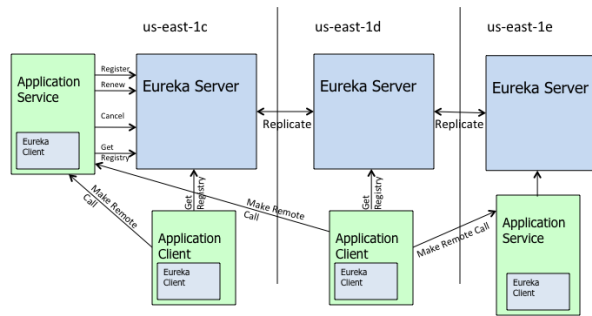 us-east-1c
us-east-1d
us-east-1e
Application
Service
Eureka
Client
Register
Renew
Cancel
Get
Registry
Eureka Server
Replicate
Eureka Server
Replicate
Eureka Server
Make Remote
Call
Get
Registry
Make Remote
Call
Get
Registry
Make Remote Call
Application
Client
Eureka
Client
Application
Client
Eureka
Client
Application
Service
Eureka
Client